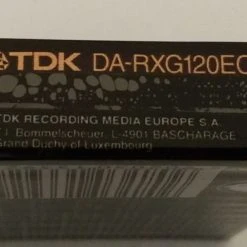 TDK DA-RXG120EC
TDK RECORDING MEDIA EUROPE S.A.
Bommelscheuer, L-4901 BASCHARAGE
Grand Duchy of Luxembourg